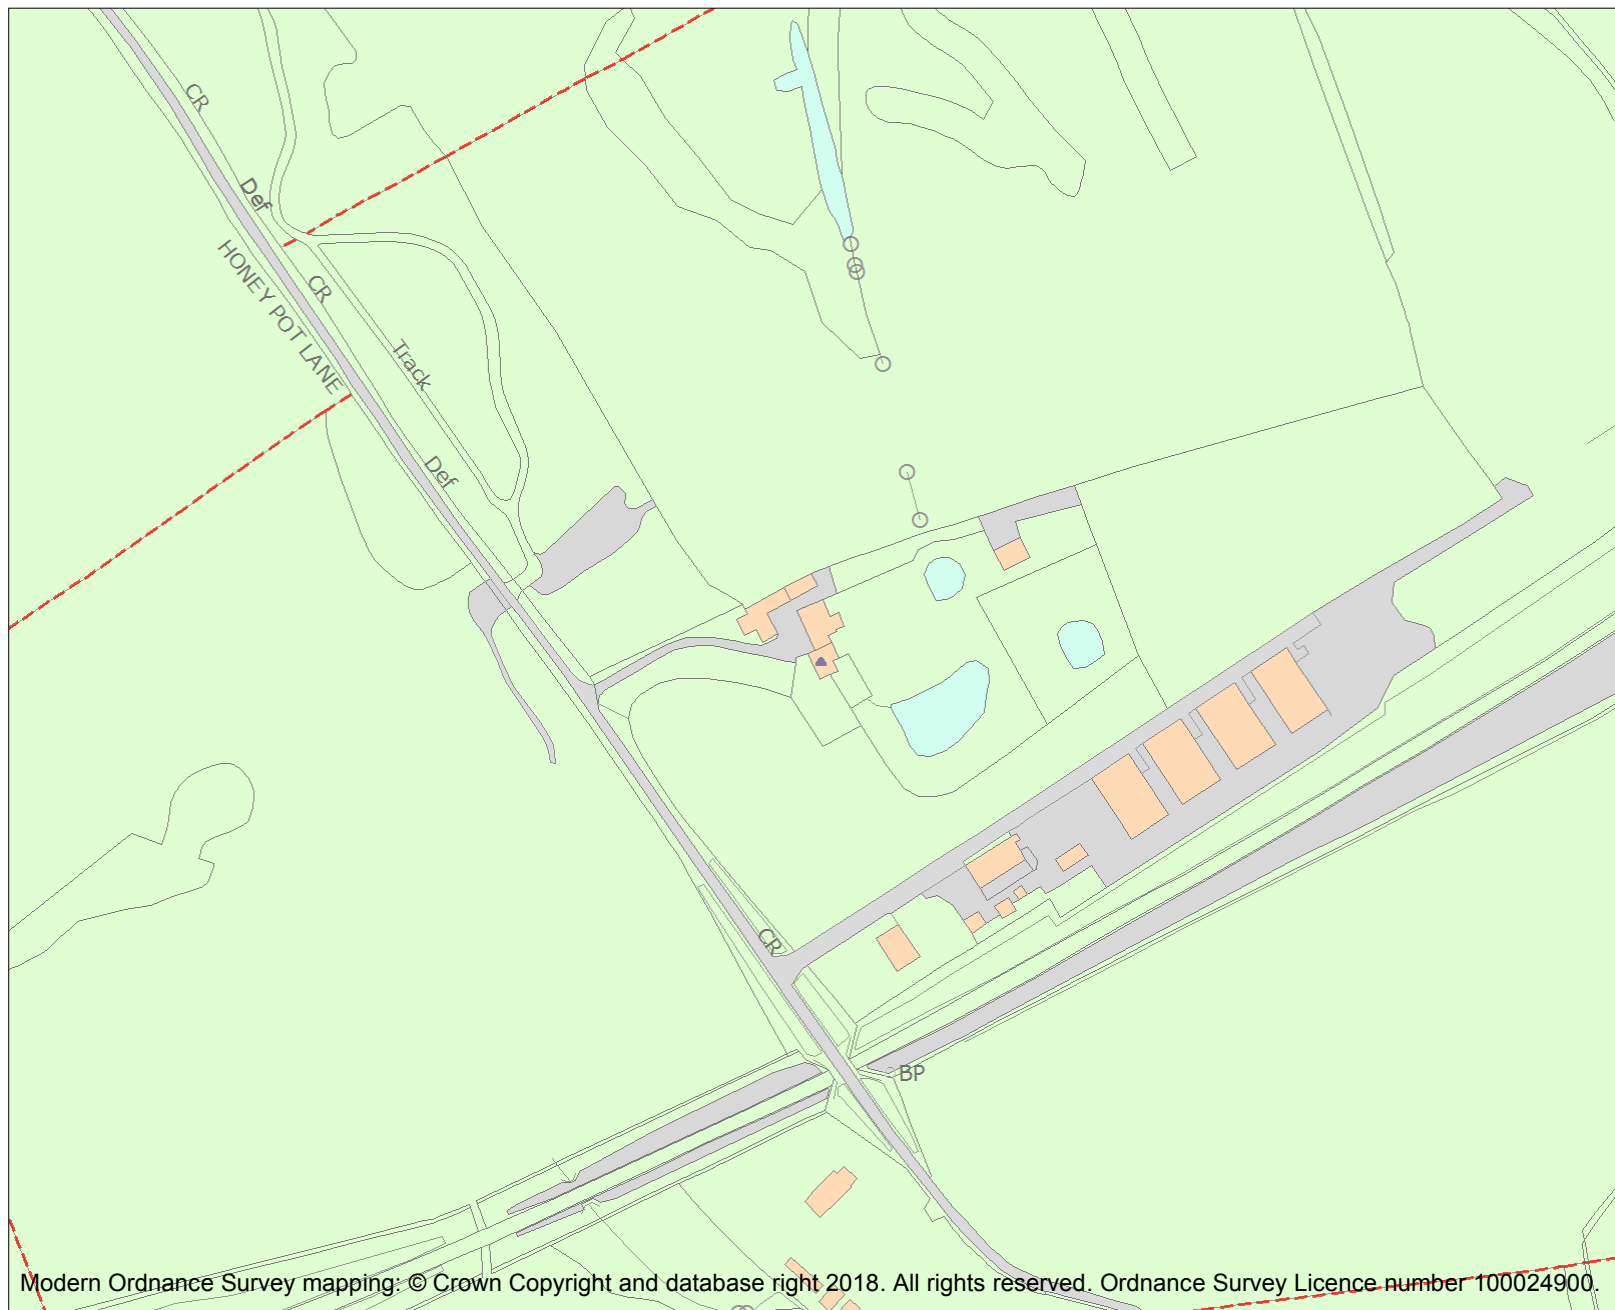 CR
Def
CR
HONEY POT LANE
Track
Def
CR
BP
Modern Ordnance Survey mapping: © Crown Copyright and database right 2018. All rights reserved. Ordnance Survey Licence number 100024900.